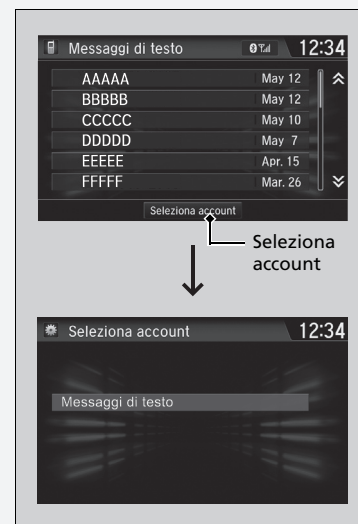 Messaggi di testo 12:34
AAAAA May 12
BBBBB May 12
CCCCC May 10
DDDDD May 7
EEEEE Apr. 15
FFFFF Mar. 26
Seleziona account
Seleziona
account
Seleziona account 12:34
Messaggi di testo